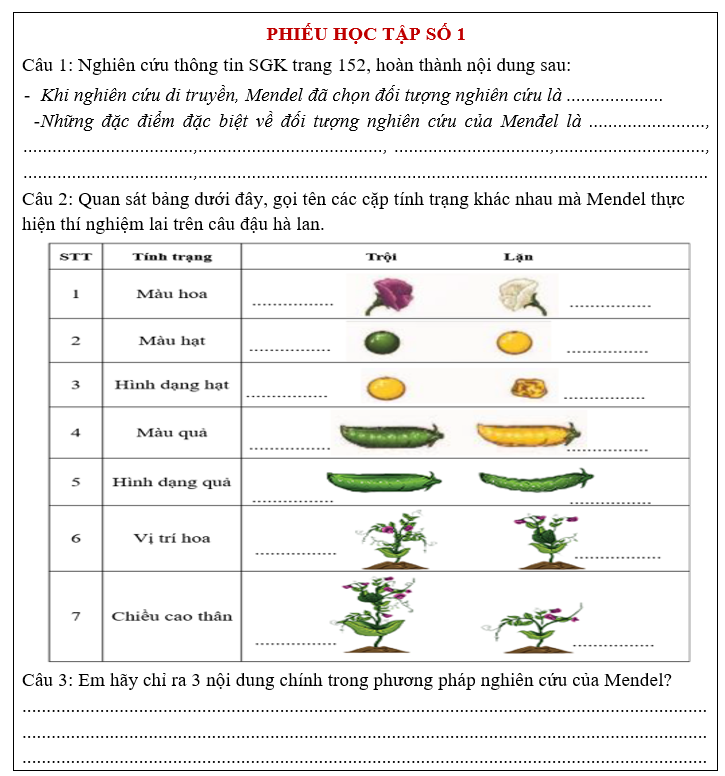 PHIẾU HỌC TẬP SỐ 1
Câu 1: Nghiên cứu thông tin SGK trang 152, hoàn thành nội dung sau:
- Khi nghiên cứu di truyền, Mendel đã chọn đối tượng nghiên cứu là ....................
-Những đặc điểm đặc biệt về đối tượng nghiên cứu của Menđel là ........................,
....................................,......................................, ................................,...............................,
....................................,.........................................................................................................
Câu 2: Quan sát bảng dưới đây, gọi tên các cặp tính trạng khác nhau mà Mendel thực
hiện thí nghiệm lai trên câu đậu hà lan.
STT Tính trạng Trội Lặn
1 Màu hoa ............... ...............
2 Màu hạt ............... ...............
3 Hình dạng hạt ............... ...............
4 Màu quả ............... ...............
5 Hình dạng quả ............... ...............
6 Vị trí hoa ............... ................
7 Chiều cao thân ............... ...............
Câu 3: Em hãy chỉ ra 3 nội dung chính trong phương pháp nghiên cứu của Mendel?
.............................................................................................................................................
.............................................................................................................................................
.............................................................................................................................................